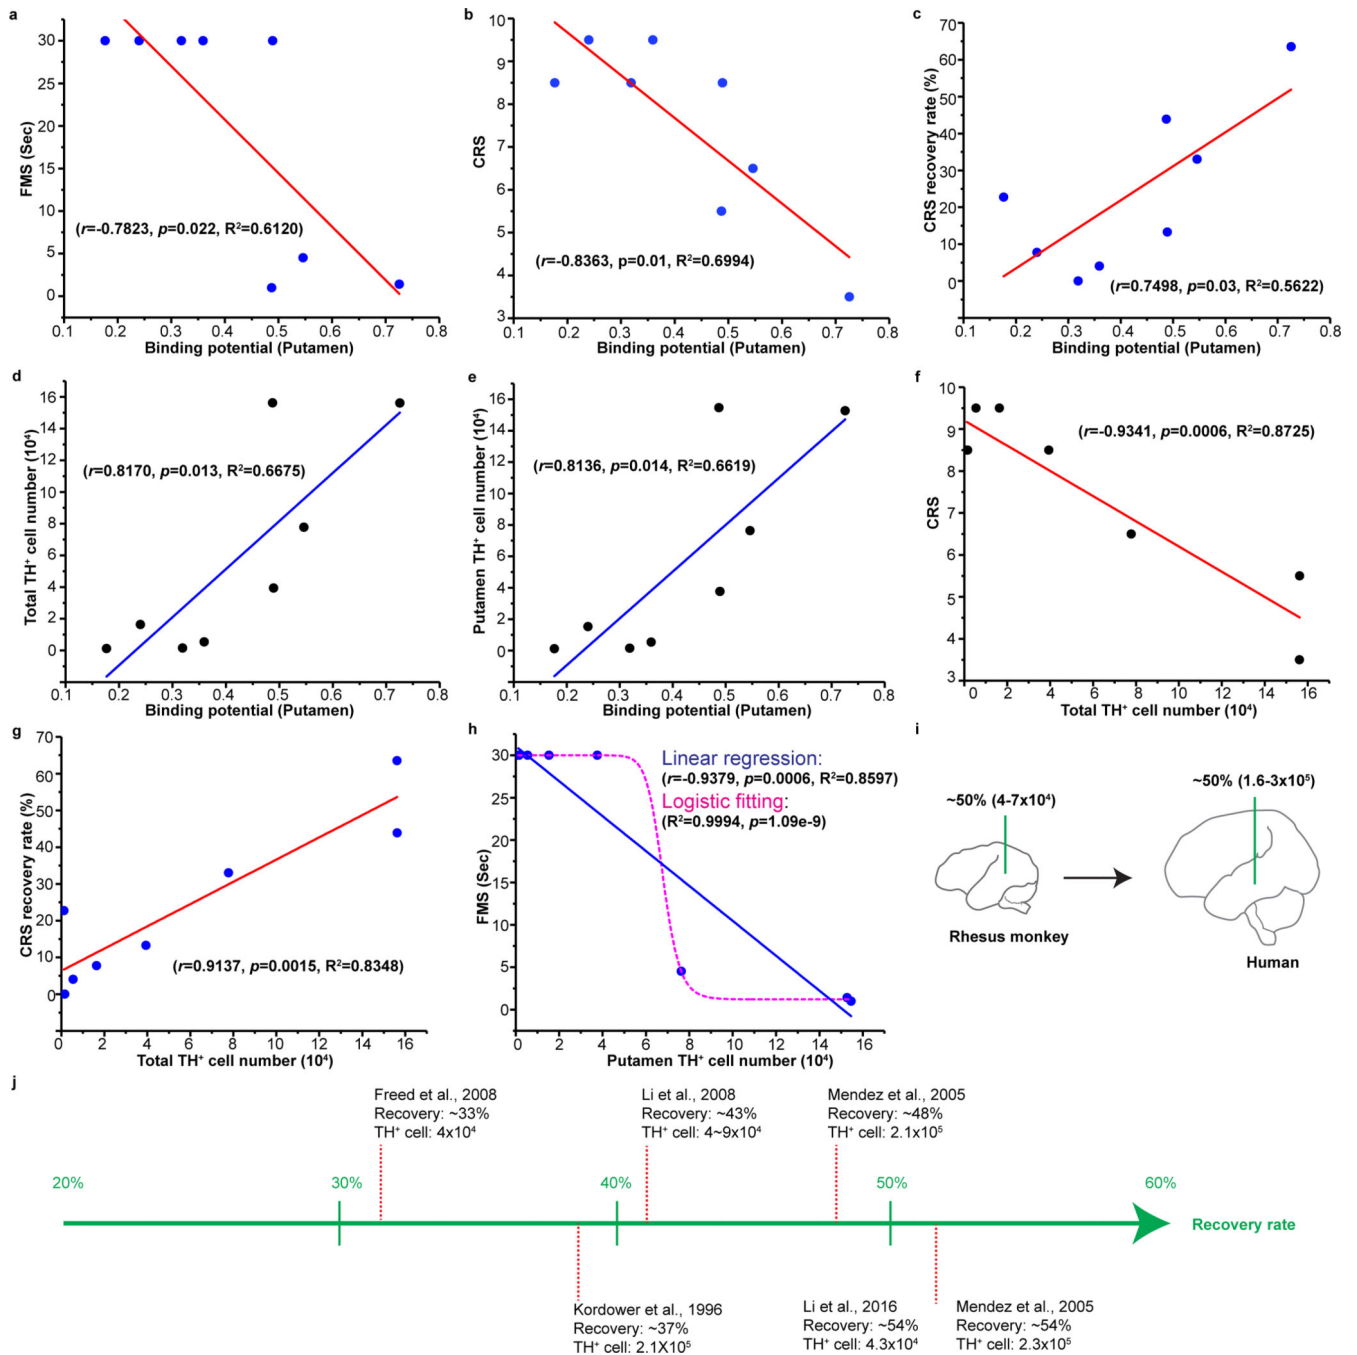 a
30
25
20
15
10
5
0
FMS (Sec)
(r=-0.7823, p=0.022, R²=0.6120)
0.1 0.2 0.3 0.4 0.5 0.6 0.7 0.8
Binding potential (Putamen)
b
10
9
8
7
6
5
4
3
CRS
(r=-0.8363, p=0.01, R²=0.6994)
0.1 0.2 0.3 0.4 0.5 0.6 0.7 0.8
Binding potential (Putamen)
c
70
60
50
40
30
20
10
0
CRS recovery rate (%)
(r=0.7498, p=0.03, R²=0.5622)
0.1 0.2 0.3 0.4 0.5 0.6 0.7 0.8
Binding potential (Putamen)
d
16
14
12
10
8
6
4
2
0
Total TH⁺ cell number (10⁴)
(r=0.8170, p=0.013, R²=0.6675)
0.1 0.2 0.3 0.4 0.5 0.6 0.7 0.8
Binding potential (Putamen)
e
16
14
12
10
8
6
4
2
0
Putamen TH⁺ cell number (10⁴)
(r=0.8136, p=0.014, R²=0.6619)
0.1 0.2 0.3 0.4 0.5 0.6 0.7 0.8
Binding potential (Putamen)
f
10
9
8
7
6
5
4
3
CRS
(r=-0.9341, p=0.0006, R²=0.8725)
0 2 4 6 8 10 12 14 16
Total TH⁺ cell number (10⁴)
g
70
60
50
40
30
20
10
0
CRS recovery rate (%)
(r=0.9137, p=0.0015, R²=0.8348)
0 2 4 6 8 10 12 14 16
Total TH⁺ cell number (10⁴)
h
30
25
20
15
10
5
0
FMS (Sec)
Linear regression:
(r=-0.9379, p=0.0006, R²=0.8597)
Logistic fitting:
(R²=0.9994, p=1.09e-9)
0 2 4 6 8 10 12 14 16
Putamen TH⁺ cell number (10⁴)
i
~50% (4-7x10⁴)
Rhesus monkey
~50% (1.6-3x10⁵)
Human
j
Freed et al., 2008
Recovery: ~33%
TH⁺ cell: 4x10⁴
Li et al., 2008
Recovery: ~43%
TH⁺ cell: 4~9x10⁴
Mendez et al., 2005
Recovery: ~48%
TH⁺ cell: 2.1x10⁵
20% 30% 40% 50% 60%
Recovery rate
Kordower et al., 1996
Recovery: ~37%
TH⁺ cell: 2.1X10⁵
Li et al., 2016
Recovery: ~54%
TH⁺ cell: 4.3x10⁴
Mendez et al., 2005
Recovery: ~54%
TH⁺ cell: 2.3x10⁵